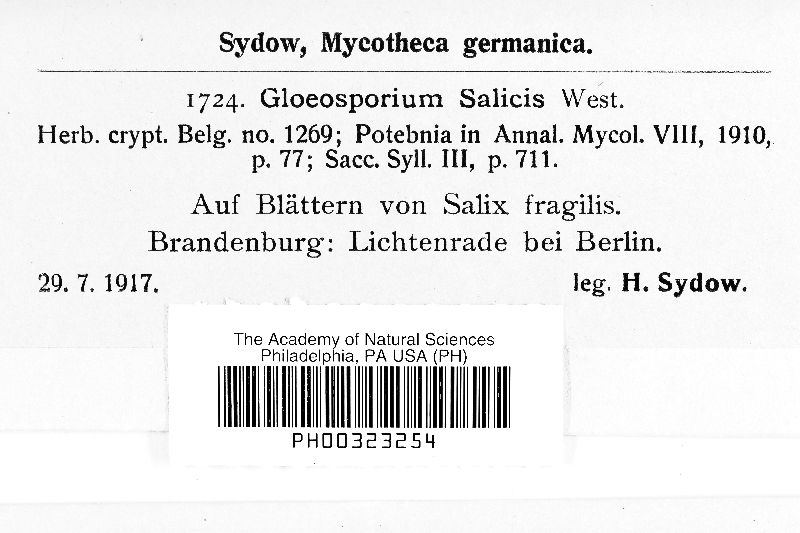 Sydow, Mycotheca germanica.
1724. Gloeosporium Salicis West.
Herb. crypt. Belg. no. 1269; Potebnia in Annal. Mycol. VIII, 1910,
p. 77; Sacc. Syll. III, p. 711.
Auf Blättern von Salix fragilis.
Brandenburg: Lichtenrade bei Berlin.
29. 7. 1917. leg. H. Sydow.
The Academy of Natural Sciences
Philadelphia, PA USA (PH)
PH00323254